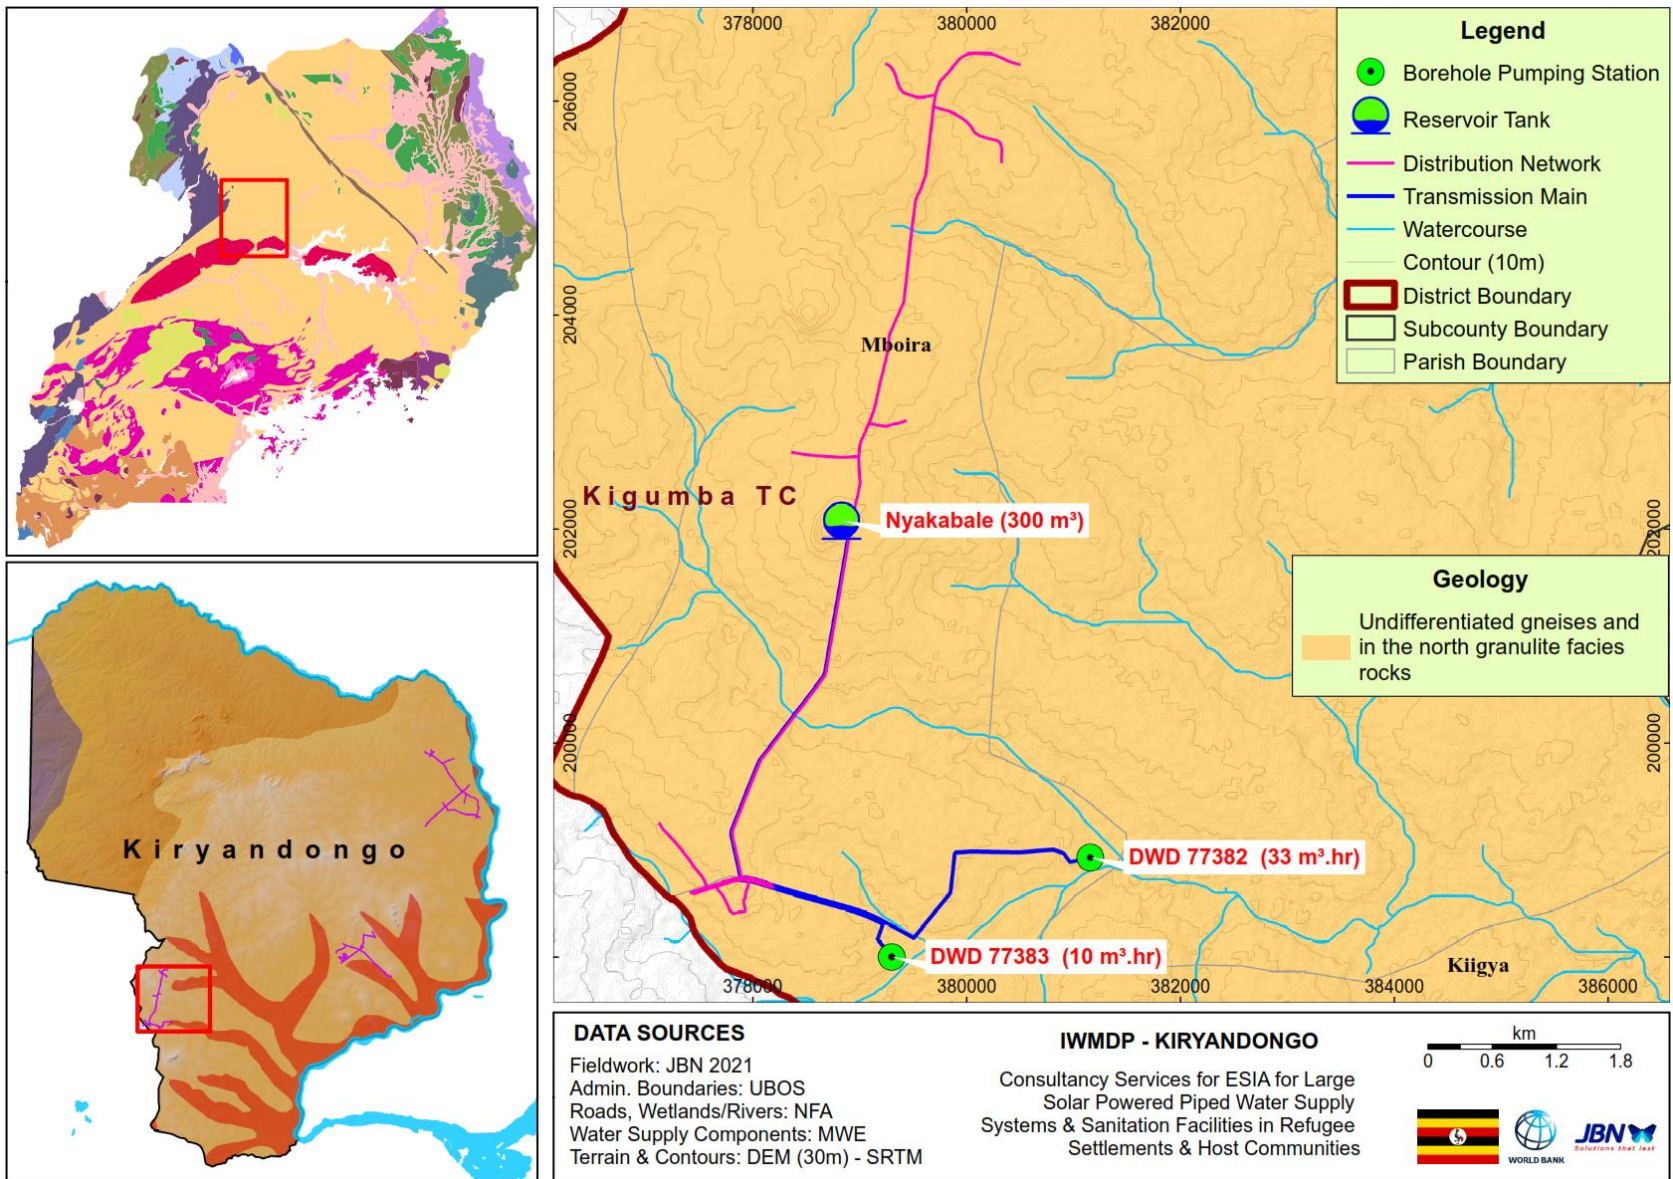 Kiryandongo
378000
380000
382000
206000
204000
202000
200000
202000
200000
378000
380000
382000
384000
386000
Mboira
Kigumba TC
Nyakabale (300 m³)
DWD 77382 (33 m³.hr)
DWD 77383 (10 m³.hr)
Kiigya
Legend
Borehole Pumping Station
Reservoir Tank
Distribution Network
Transmission Main
Watercourse
Contour (10m)
District Boundary
Subcounty Boundary
Parish Boundary
Geology
Undifferentiated gneises and
in the north granulite facies
rocks
DATA SOURCES
Fieldwork: JBN 2021
Admin. Boundaries: UBOS
Roads, Wetlands/Rivers: NFA
Water Supply Components: MWE
Terrain & Contours: DEM (30m) - SRTM
IWMDP - KIRYANDONGO
Consultancy Services for ESIA for Large
Solar Powered Piped Water Supply
Systems & Sanitation Facilities in Refugee
Settlements & Host Communities
km
0 0.6 1.2 1.8
WORLD BANK
JBN
Solutions that last